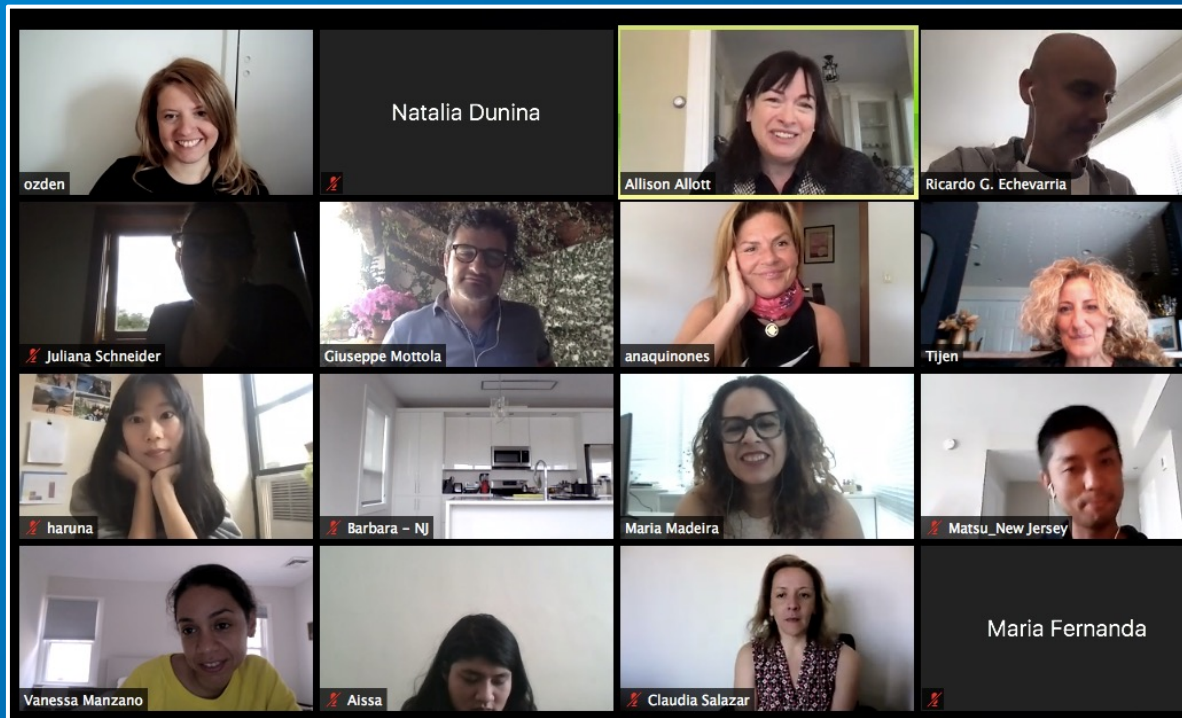 ozden
Natalia Dunina
Allison Allott
Ricardo G. Echevarria
Juliana Schneider
Giuseppe Mottola
anaquinones
Tijen
haruna
Barbara – NJ
Maria Madeira
Matsu_New Jersey
Vanessa Manzano
Aissa
Claudia Salazar
Maria Fernanda